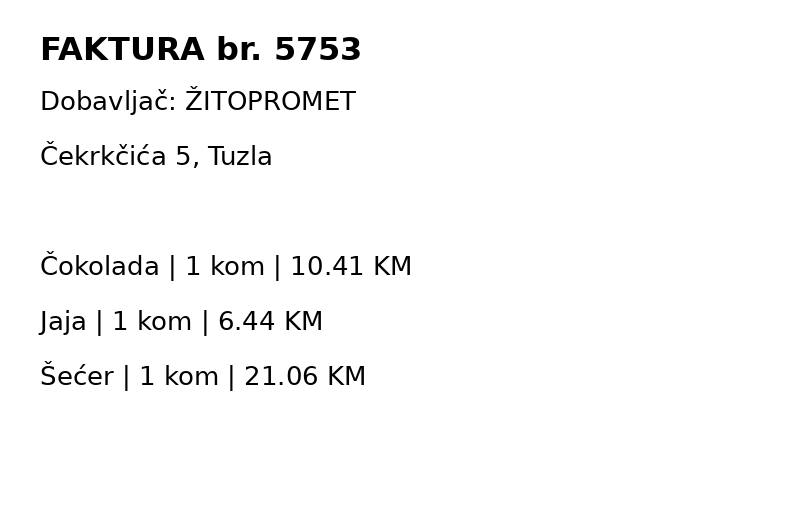 FAKTURA br. 5753
Dobavljač: ŽITOPROMET
Čekrkčića 5, Tuzla
Čokolada | 1 kom | 10.41 KM
Jaja | 1 kom | 6.44 KM
Šećer | 1 kom | 21.06 KM